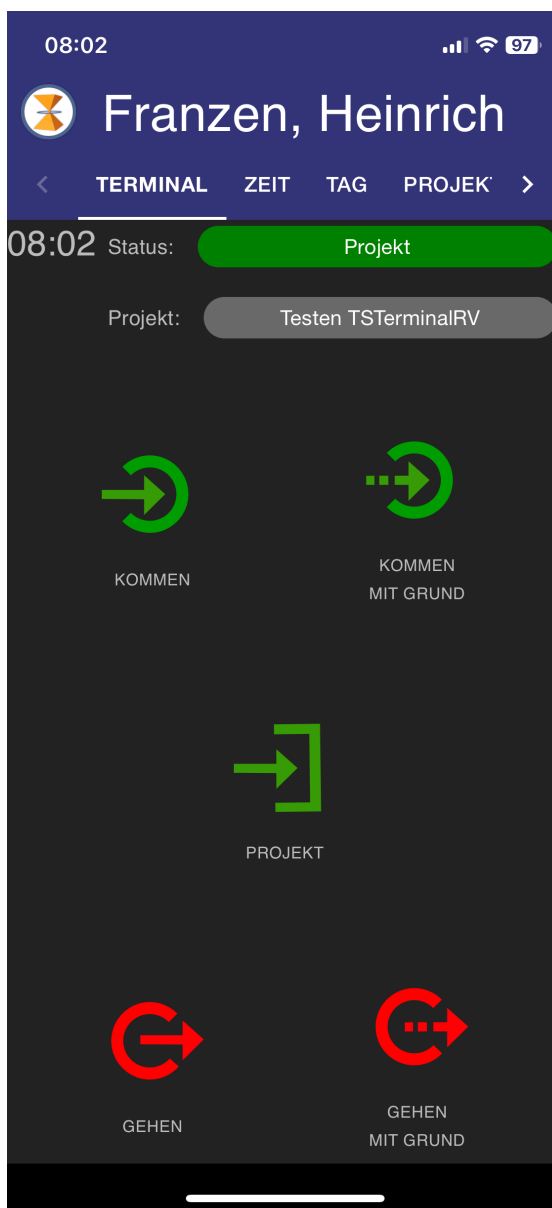 08:02 97
Franzen, Heinrich
TERMINAL ZEIT TAG PROJEK
08:02 Status: Projekt
Projekt: Testen TSTerminalRV
KOMMEN
KOMMEN
MIT GRUND
PROJEKT
GEHEN
GEHEN
MIT GRUND